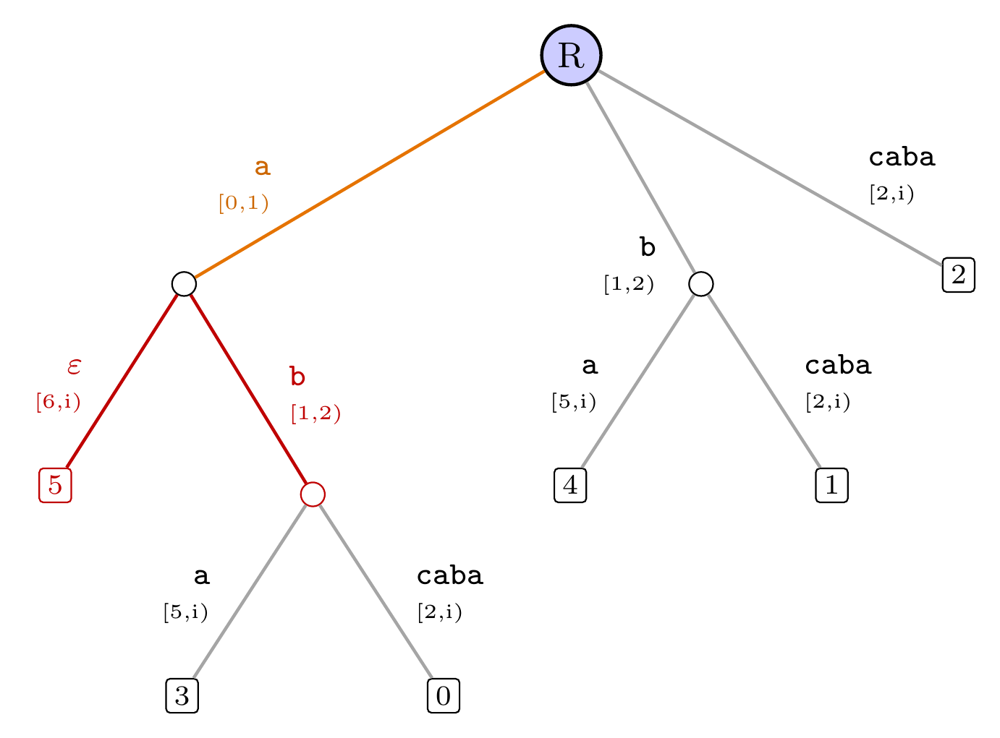 R
a
[0,1)
caba
[2,i)
b
[1,2)
2
ε
[6,i)
b
[1,2)
a
[5,i)
caba
[2,i)
5
4
1
a
[5,i)
caba
[2,i)
3
0